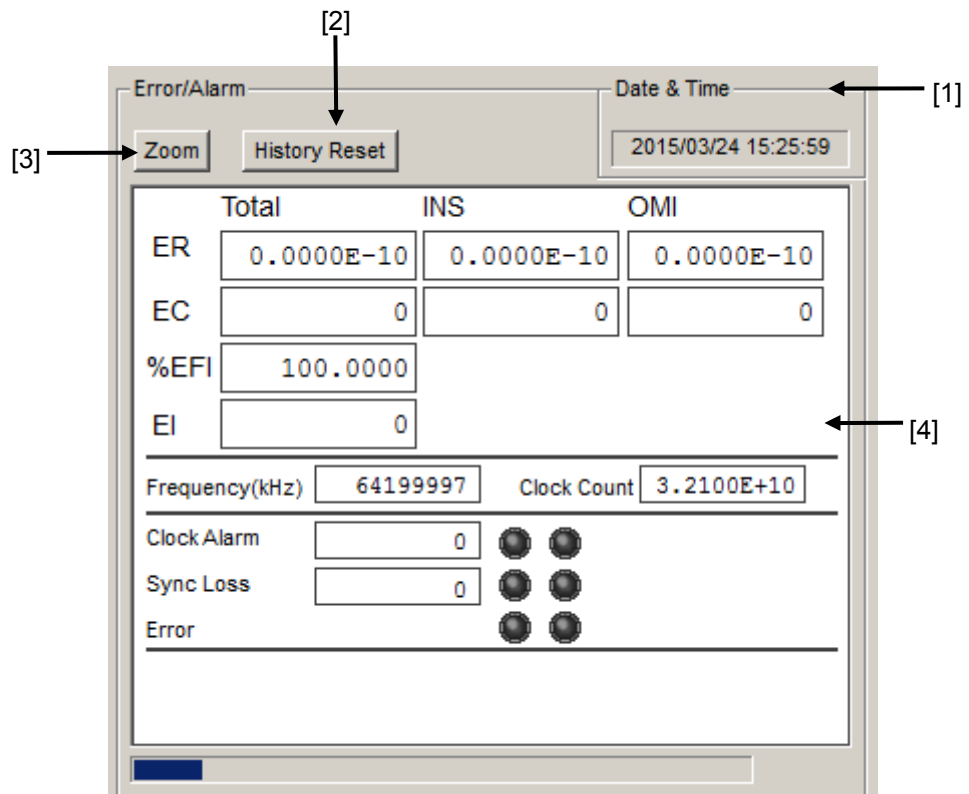 [2]
Error/Alarm Date & Time [1]
[3] Zoom History Reset 2015/03/24 15:25:59
Total INS OMI
ER 0.0000E-10 0.0000E-10 0.0000E-10
EC 0 0 0
%EFI 100.0000
EI 0 [4]
Frequency(kHz) 64199997 Clock Count 3.2100E+10
Clock Alarm 0
Sync Loss 0
Error